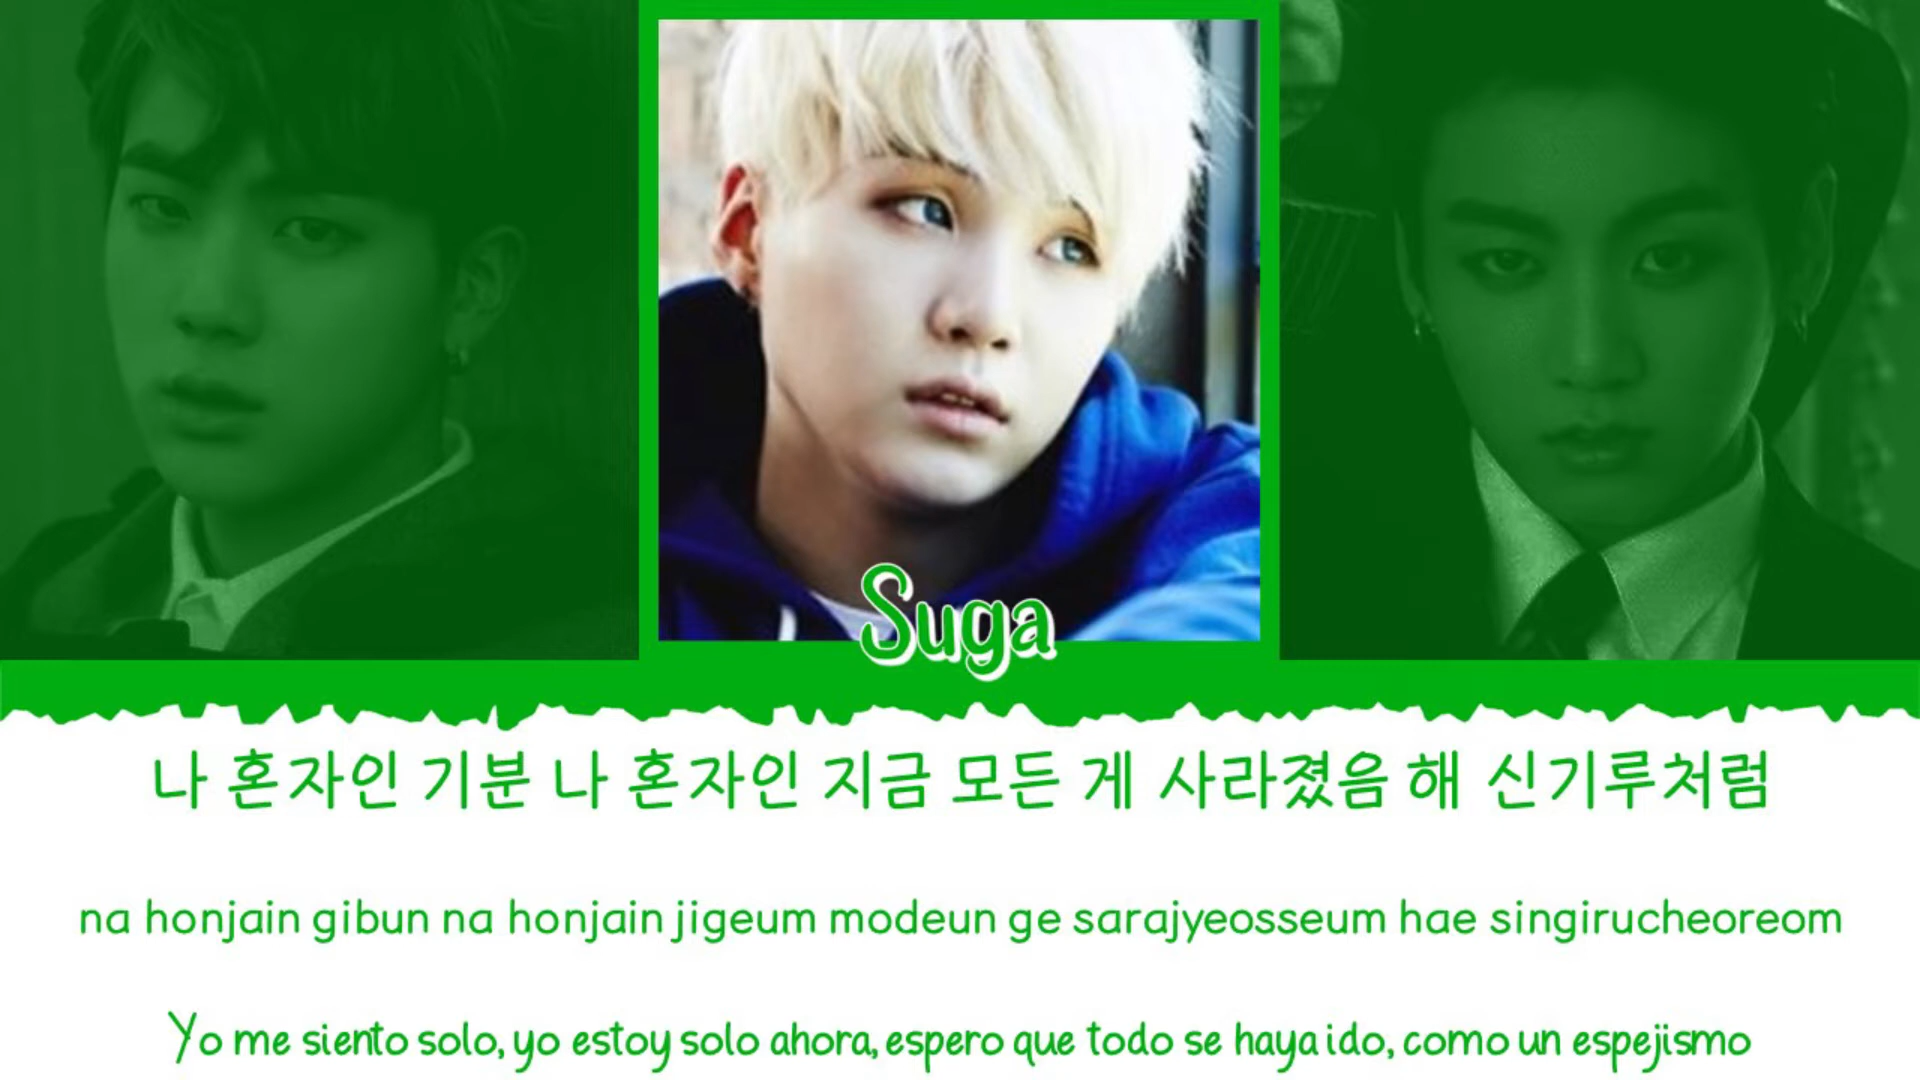 Suga
나 혼자인 기분 나 혼자인 지금 모든 게 사라졌음 해 신기루처럼
na honjain gibun na honjain jigeum modeun ge sarajyeosseum hae singirucheoreom
Yo me siento solo, yo estoy solo ahora, espero que todo se haya ido, como un espejismo